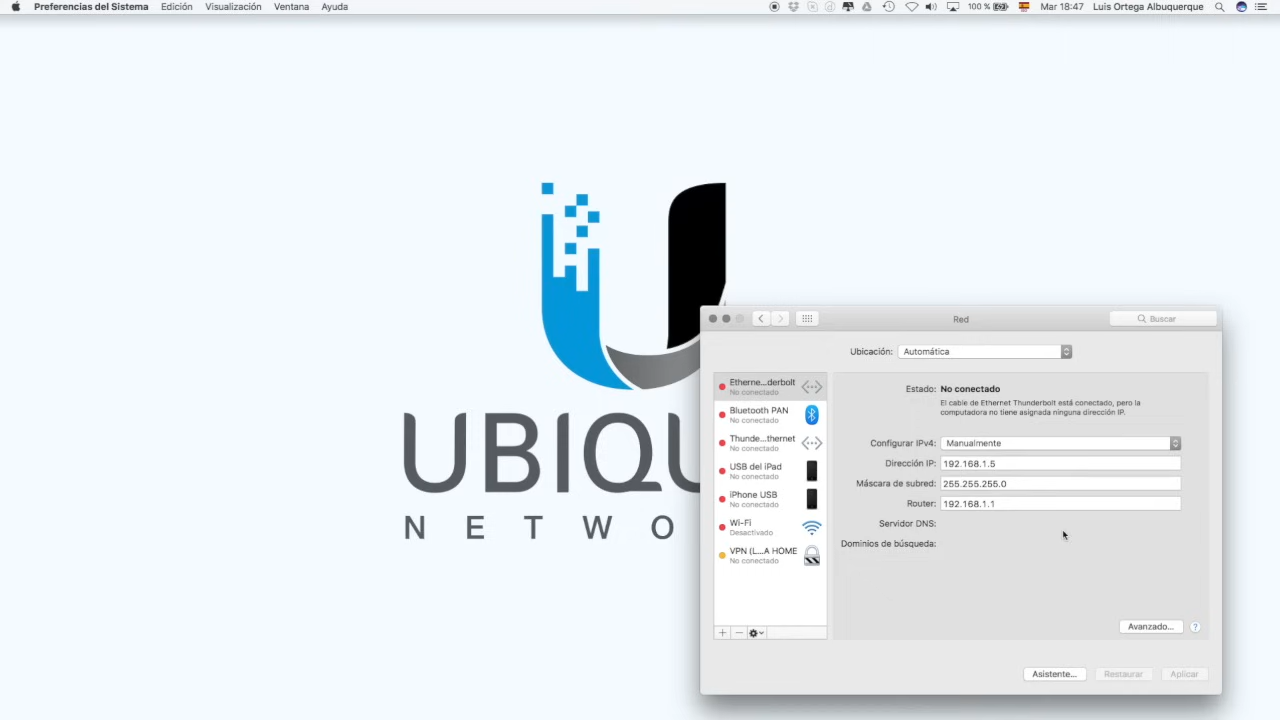 Preferencias del Sistema Edición Visualización Ventana Ayuda 100 % Mar 18:47 Luis Ortega Albuquerque
UBIQU
NETWO
Red
Buscar
Ubicación: Automática
Etherne...derbolt
No conectado
Bluetooth PAN
No conectado
Thunde...thernet
No conectado
USB del iPad
No conectado
iPhone USB
No conectado
Wi-Fi
Desactivado
VPN (L...A HOME
No conectado
Estado: No conectado
El cable de Ethernet Thunderbolt está conectado, pero la
computadora no tiene asignada ninguna dirección IP.
Configurar IPv4: Manualmente
Dirección IP: 192.168.1.5
Máscara de subred: 255.255.255.0
Router: 192.168.1.1
Servidor DNS:
Dominios de búsqueda:
Avanzado... ?
Asistente... Restaurar Aplicar